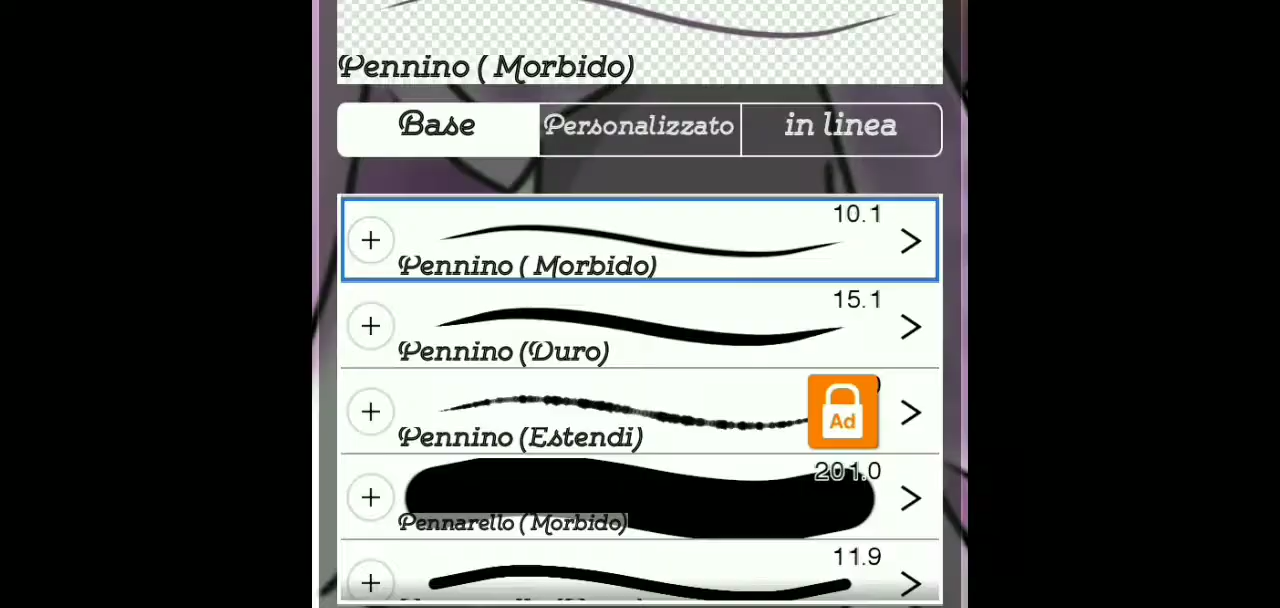 Pennino ( Morbido)
Base
Personalizzato
in linea
10.1
Pennino ( Morbido)
15.1
Pennino (Duro)
Ad
Pennino (Estendi)
201.0
Pennarello (Morbido)
11.9